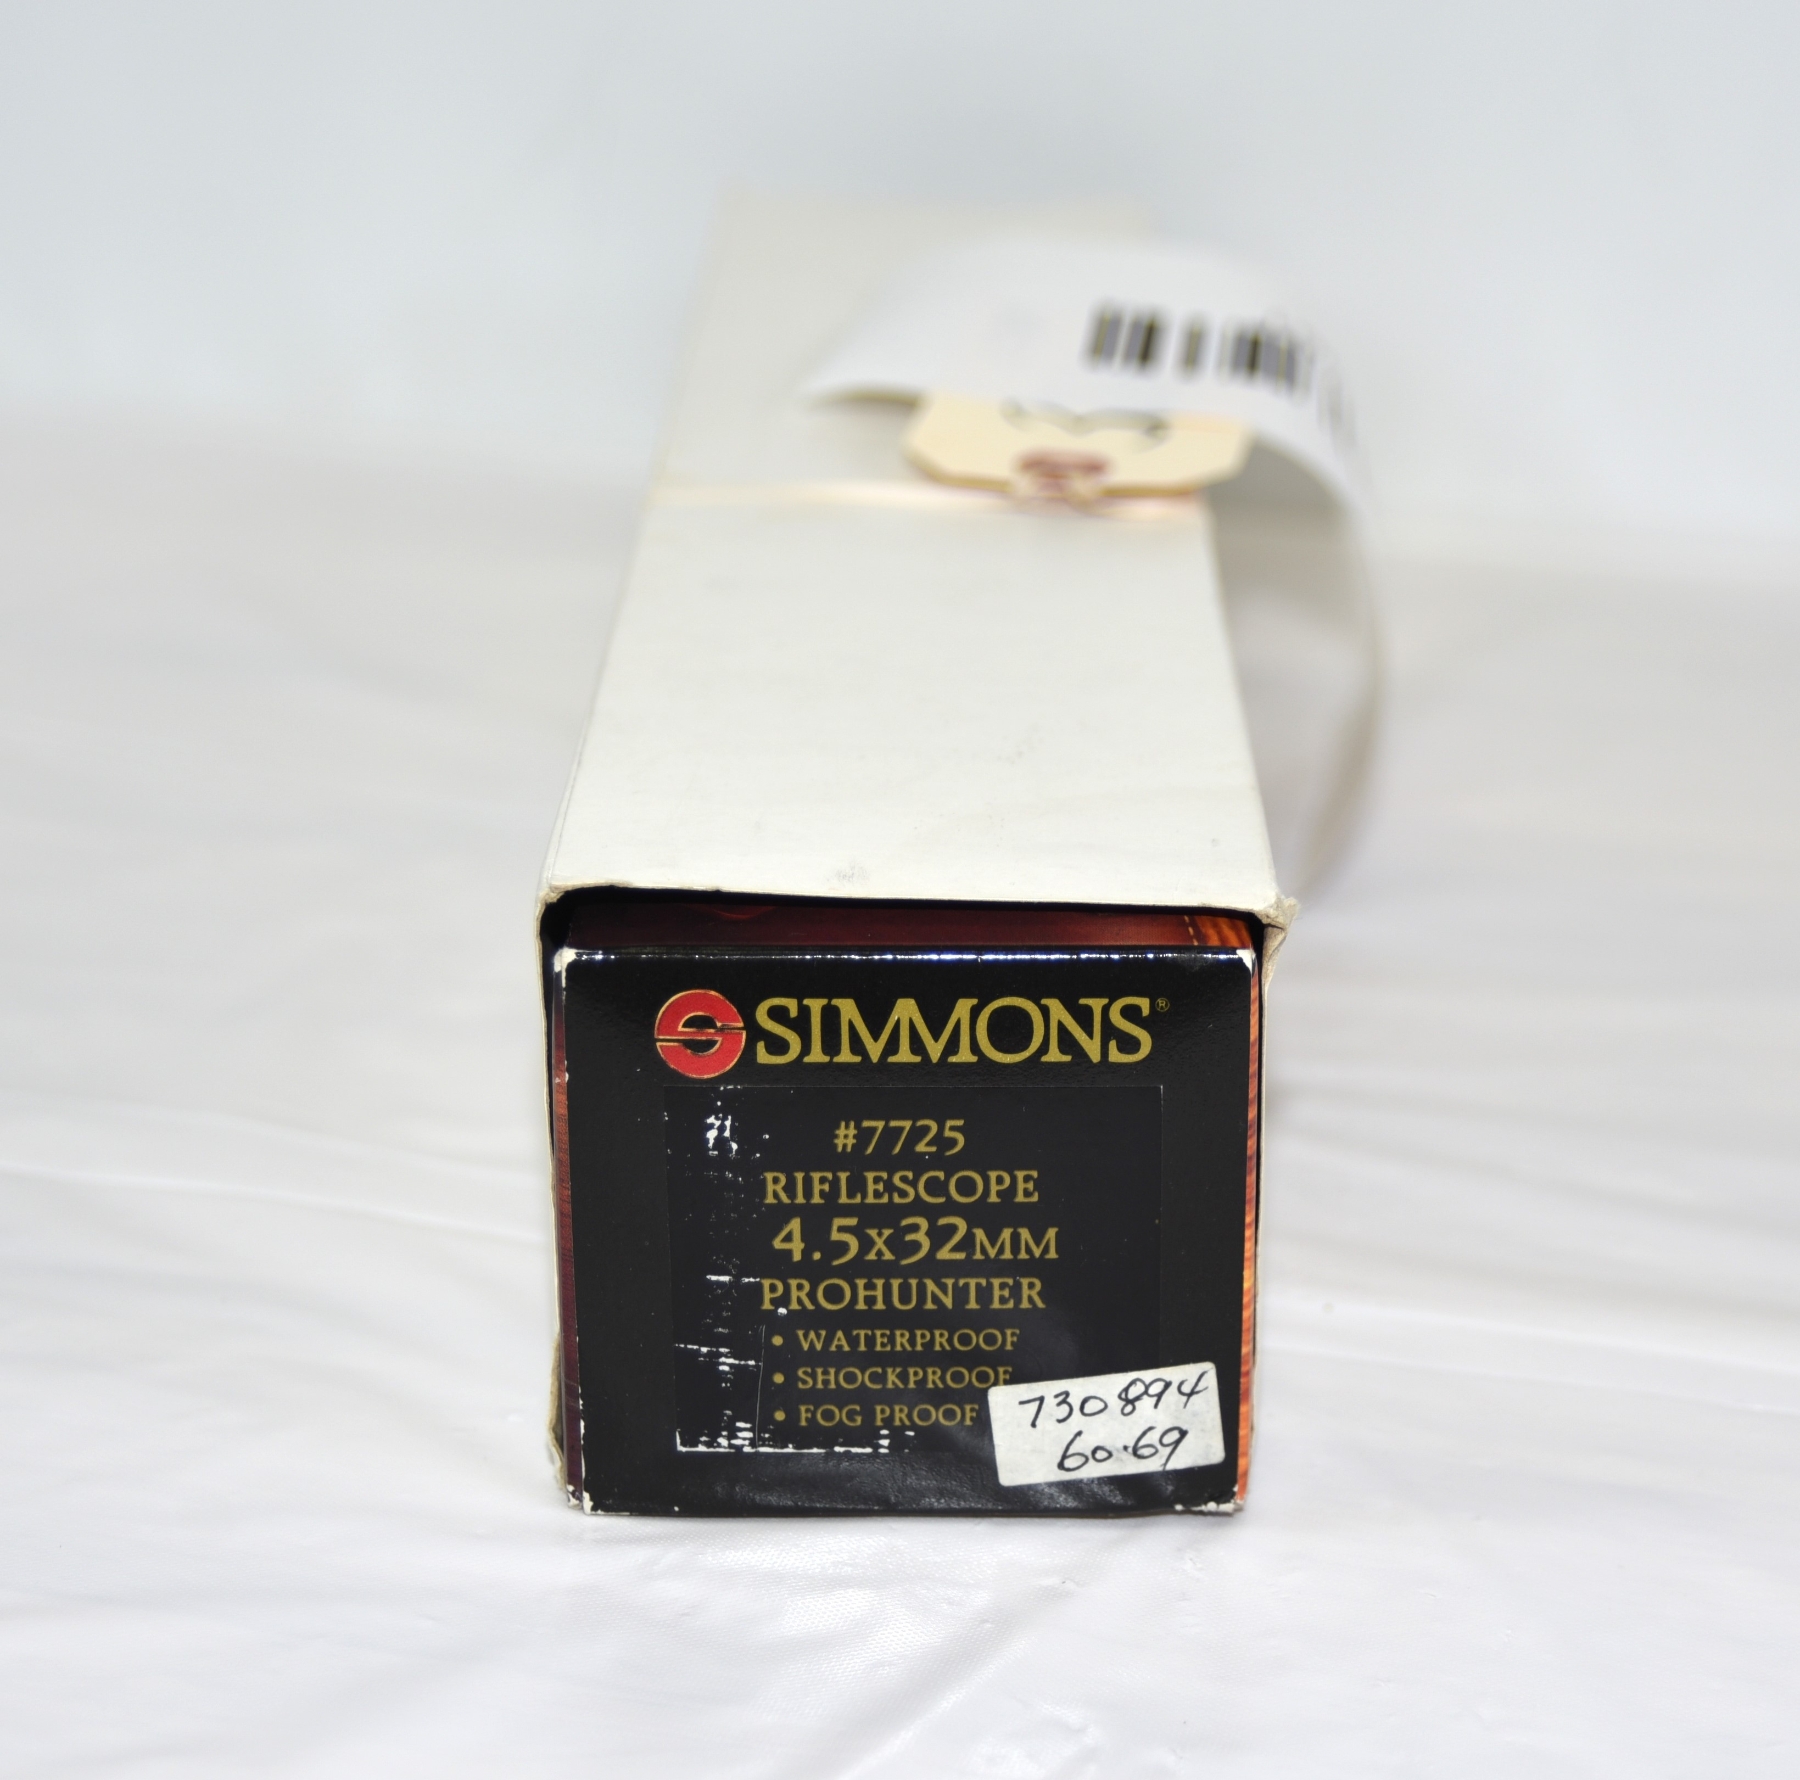 SIMMONS®
#7725
RIFLESCOPE
4.5x32MM
PROHUNTER
• WATERPROOF
• SHOCKPROOF
• FOG PROOF
730894
60.69